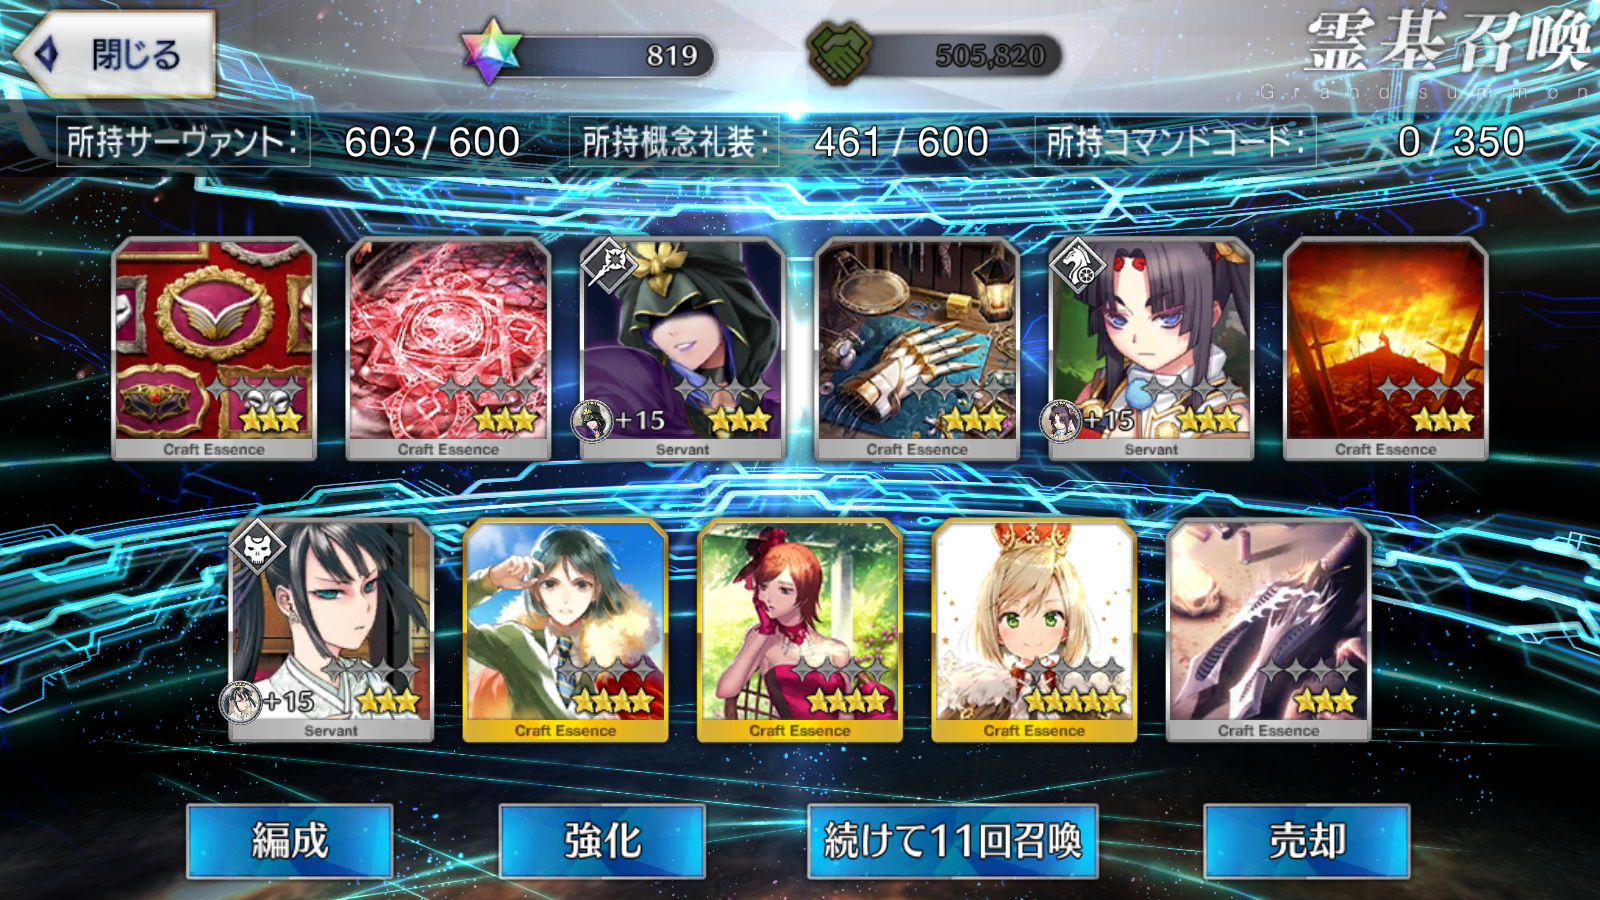 閉じる
819
505,820
霊基召喚
Grand summon
所持サーヴァント: 603 / 600
所持概念礼装: 461 / 600
所持コマンドコード: 0 / 350
+15
+15
Craft Essence
Craft Essence
Servant
Craft Essence
Servant
Craft Essence
+15
Servant
Craft Essence
Craft Essence
Craft Essence
Craft Essence
編成
強化
続けて11回召喚
売却